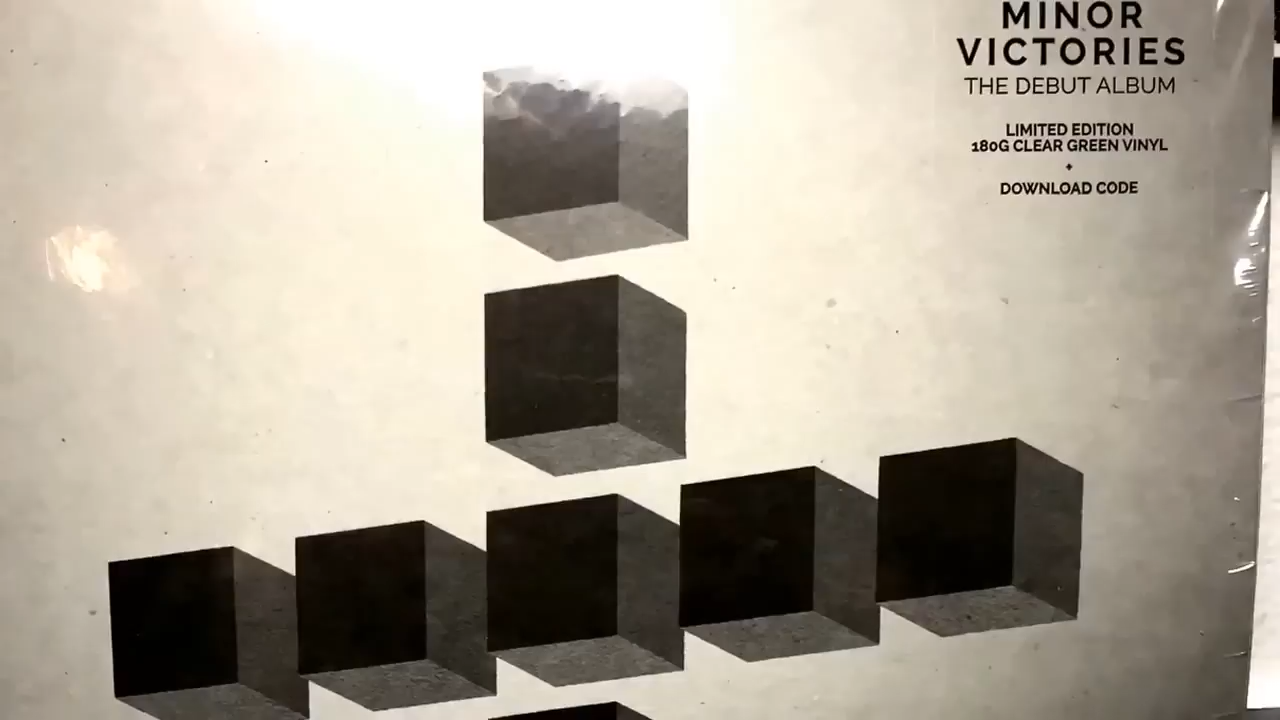 MINOR
VICTORIES
THE DEBUT ALBUM
LIMITED EDITION
180G CLEAR GREEN VINYL
+
DOWNLOAD CODE